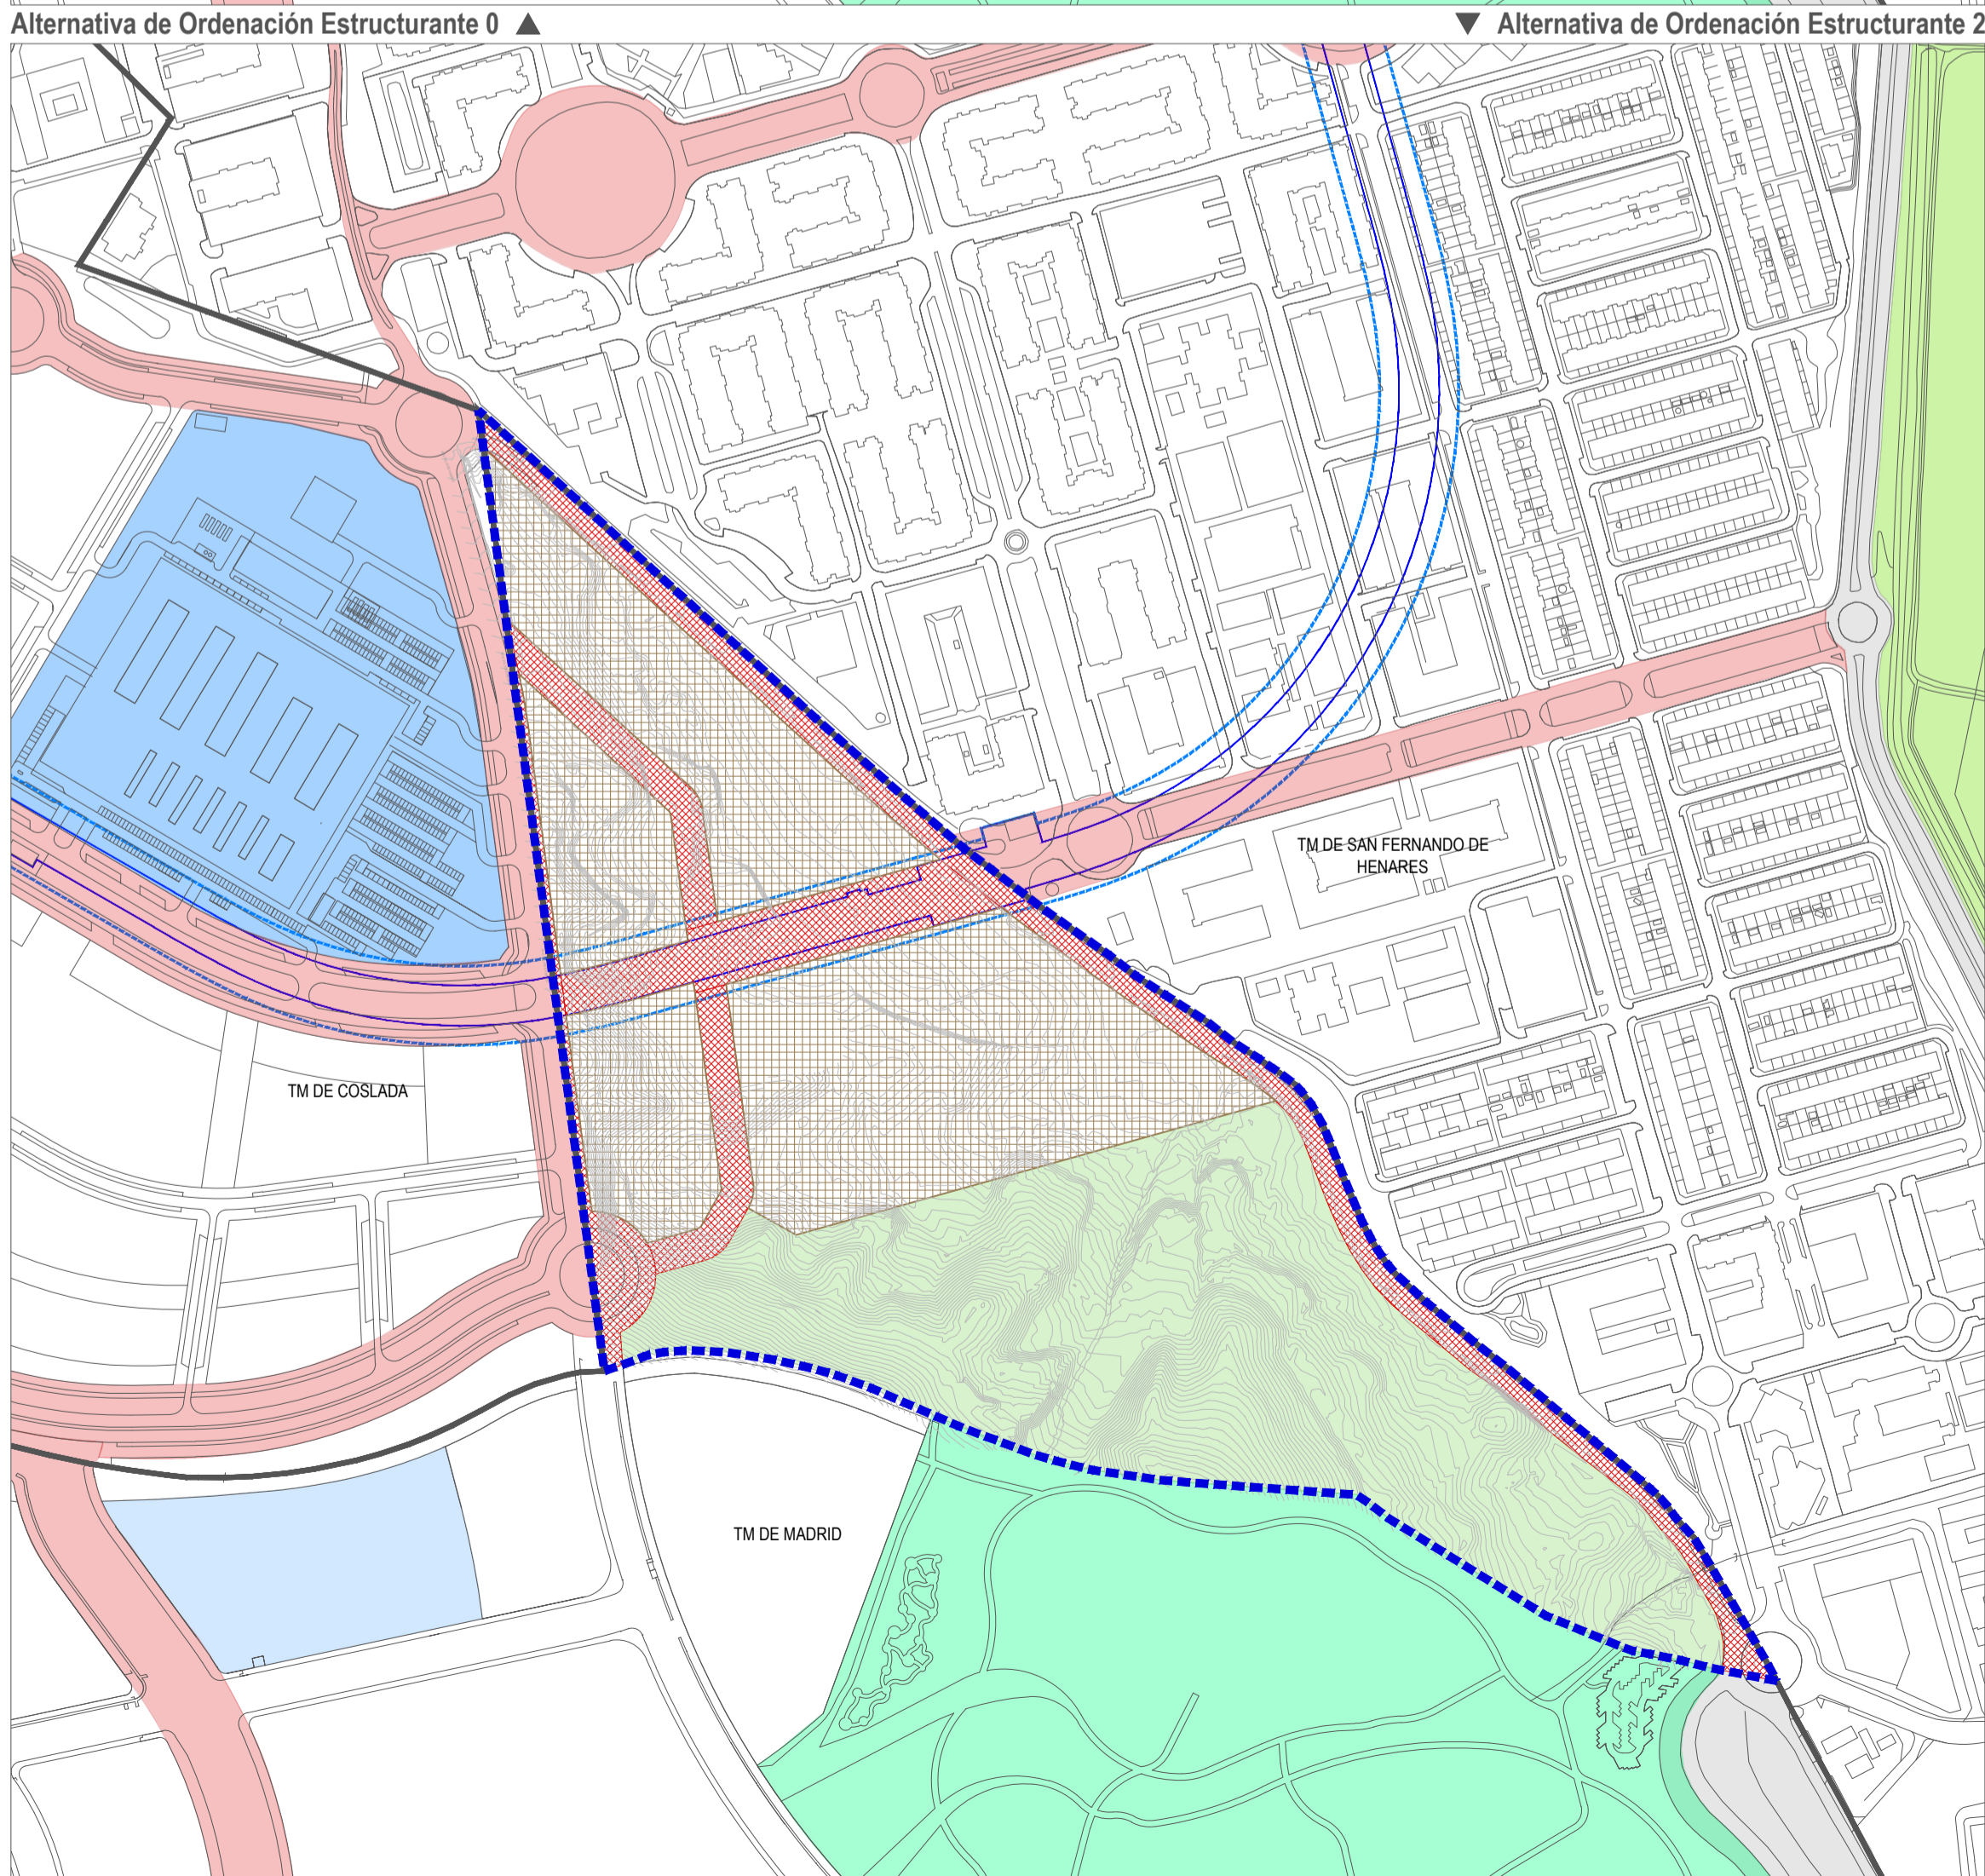 Alternativa de Ordenación Estructurante 0 ▲
▼ Alternativa de Ordenación Estructurante 2
TM DE SAN FERNANDO DE
HENARES
TM DE COSLADA
TM DE MADRID